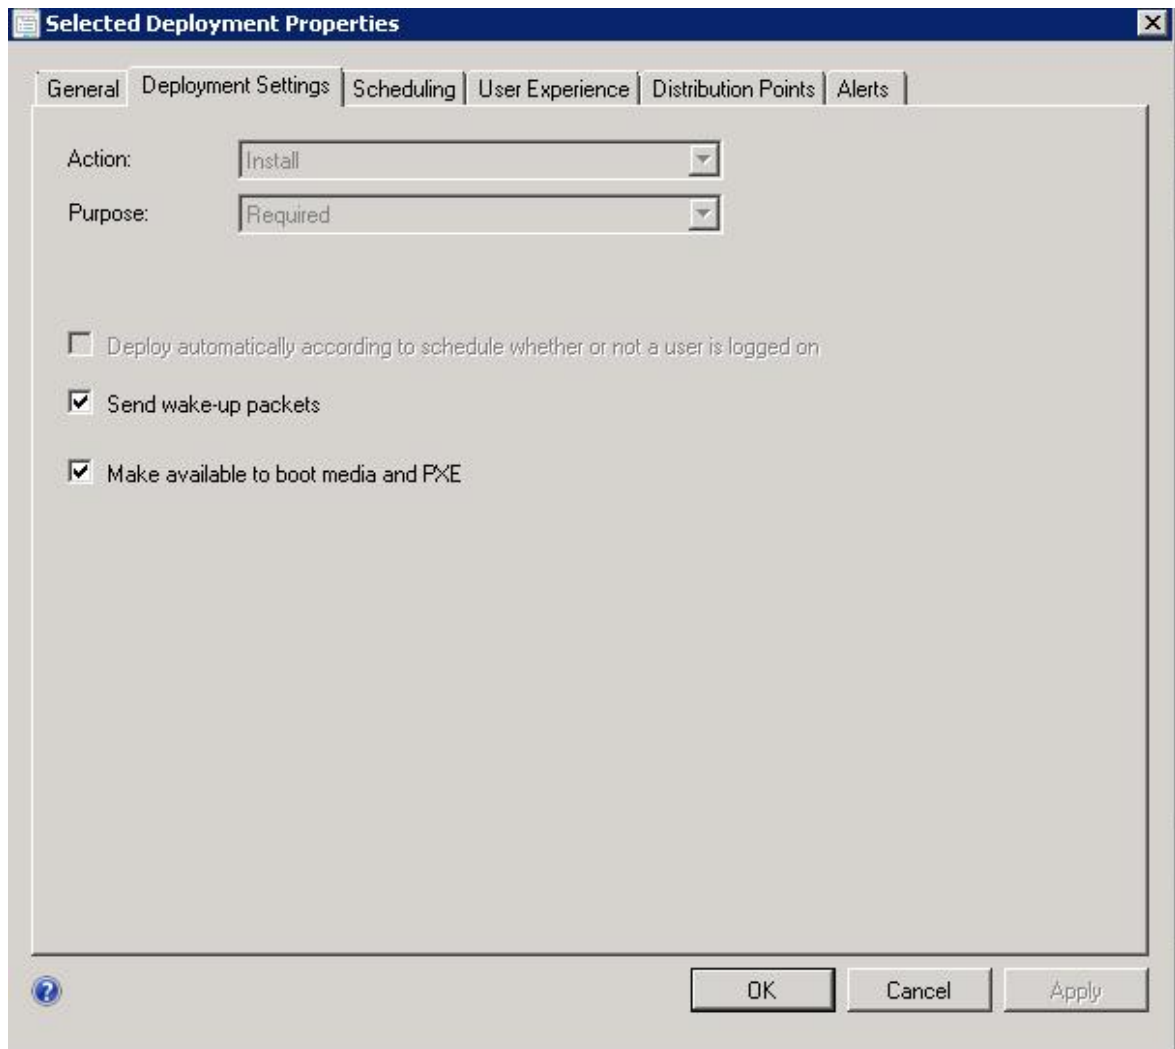 Selected Deployment Properties
General Deployment Settings Scheduling User Experience Distribution Points Alerts
Action: Install
Purpose: Required
Deploy automatically according to schedule whether or not a user is logged on
Send wake-up packets
Make available to boot media and PXE
OK Cancel Apply